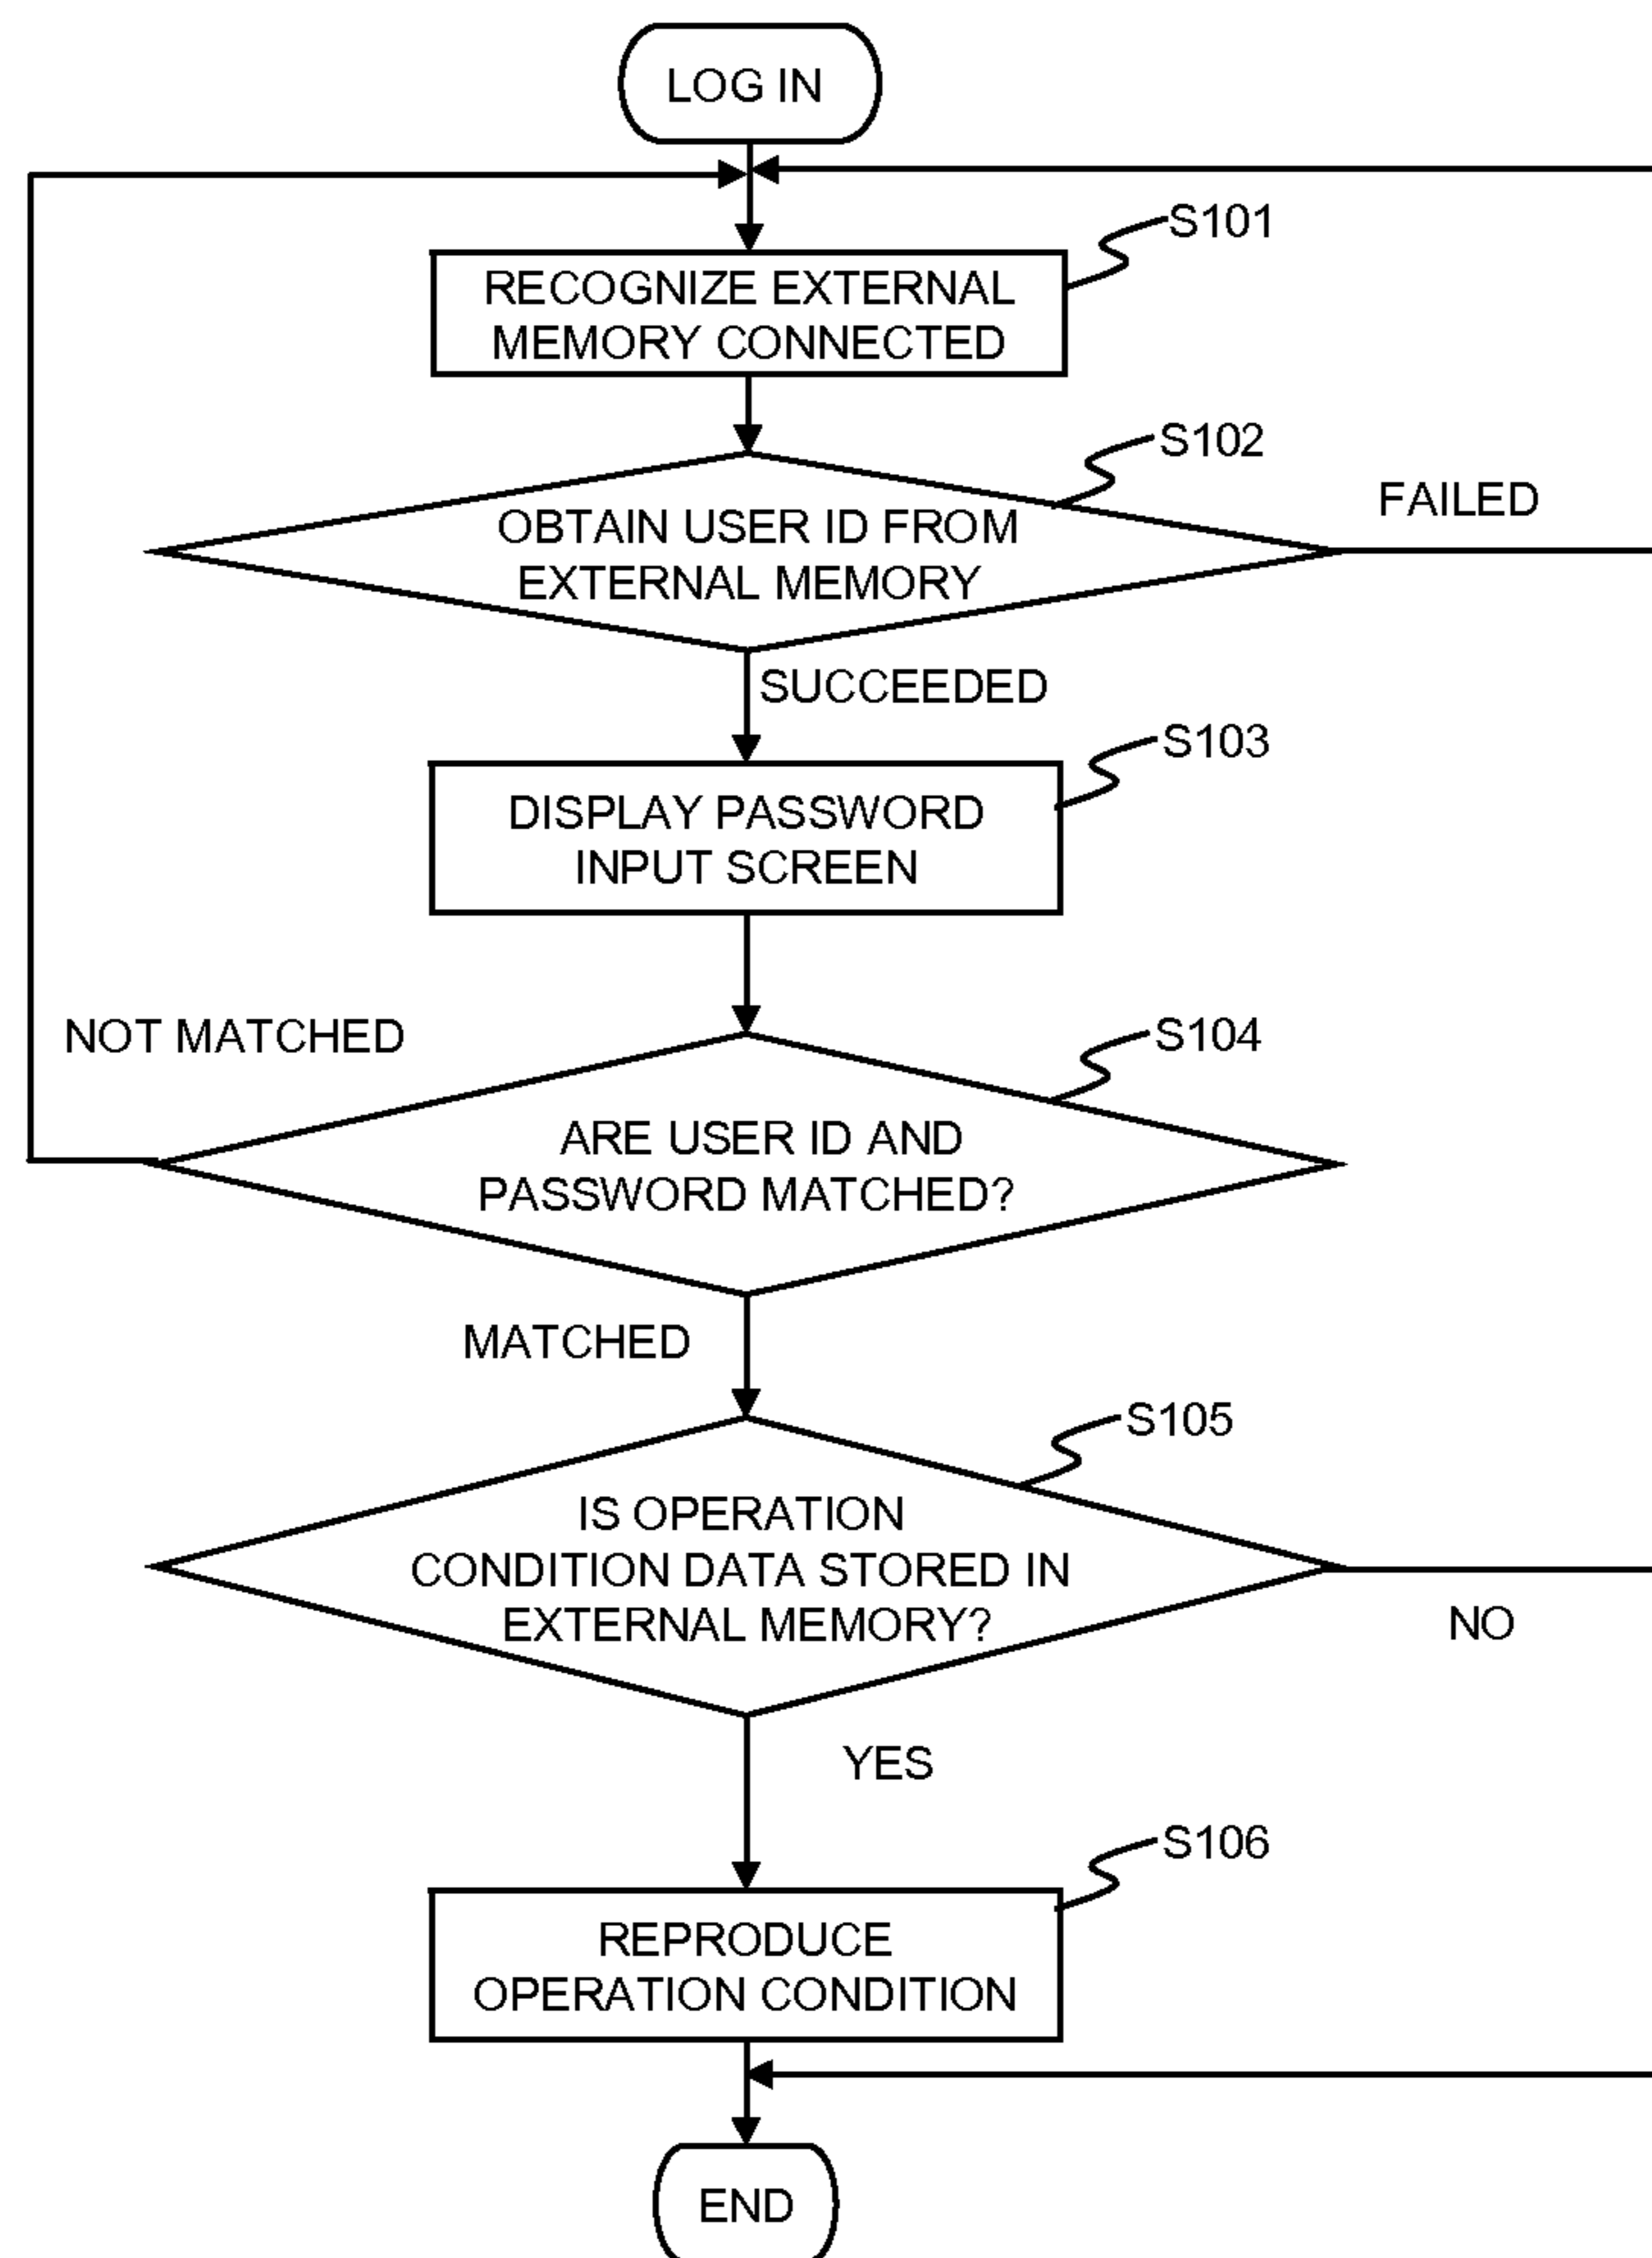 LOG IN
S101
RECOGNIZE EXTERNAL
MEMORY CONNECTED
S102
FAILED
OBTAIN USER ID FROM
EXTERNAL MEMORY
SUCCEEDED
S103
DISPLAY PASSWORD
INPUT SCREEN
NOT MATCHED
S104
ARE USER ID AND
PASSWORD MATCHED?
MATCHED
S105
IS OPERATION
CONDITION DATA STORED IN
EXTERNAL MEMORY?
NO
YES
S106
REPRODUCE
OPERATION CONDITION
END